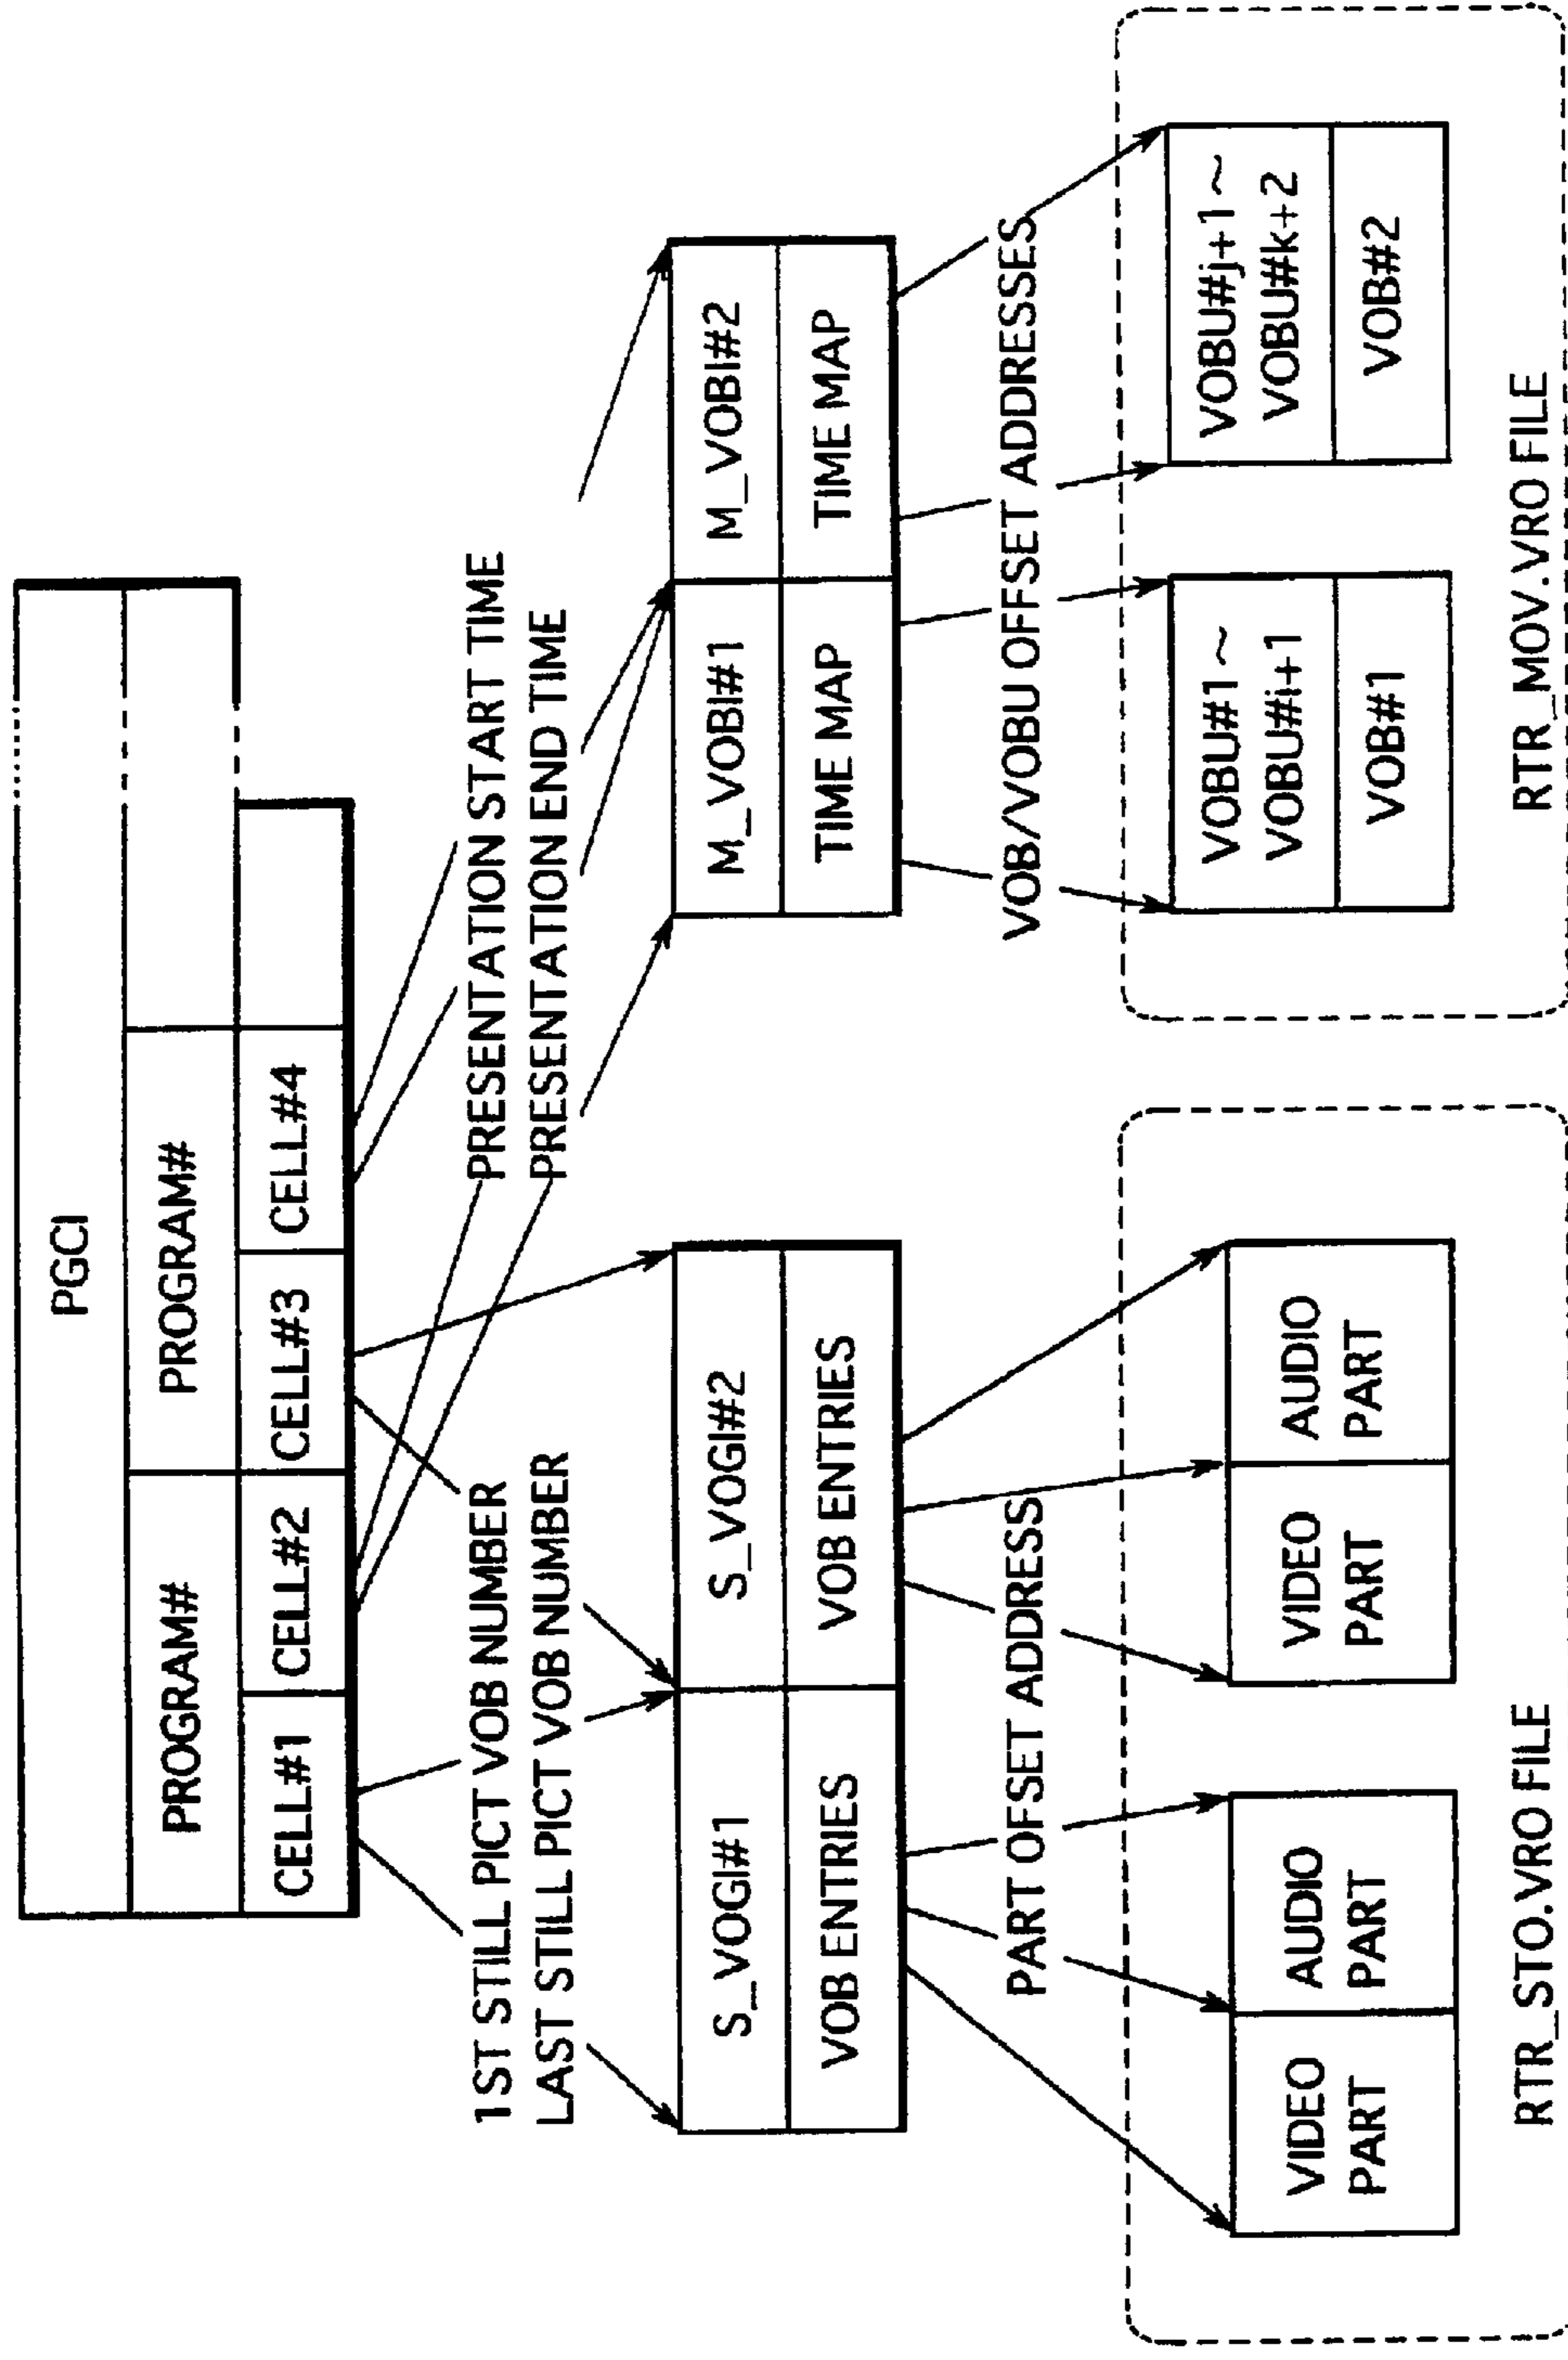 PGCI
PROGRAM#
PROGRAM#
CELL#1
CELL#2
CELL#3
CELL#4
1ST STILL PICT VOB NUMBER
LAST STILL PICT VOB NUMBER
PRESENTATION START TIME
PRESENTATION END TIME
S_VOGI#1
S_VOGI#2
VOB ENTRIES
VOB ENTRIES
M_VOBI#1
M_VOBI#2
TIME MAP
TIME MAP
PART OFSET ADDRESS
VOB/VOBU OFFSET ADDRESSES
VIDEO
PART
AUDIO
PART
VIDEO
PART
AUDIO
PART
VOBU#1~
VOBU#i+1
VOB#1
VOBU#j+1~
VOBU#k+2
VOB#2
RTR_STO.VRO FILE
RTR_MOV.VRO FILE